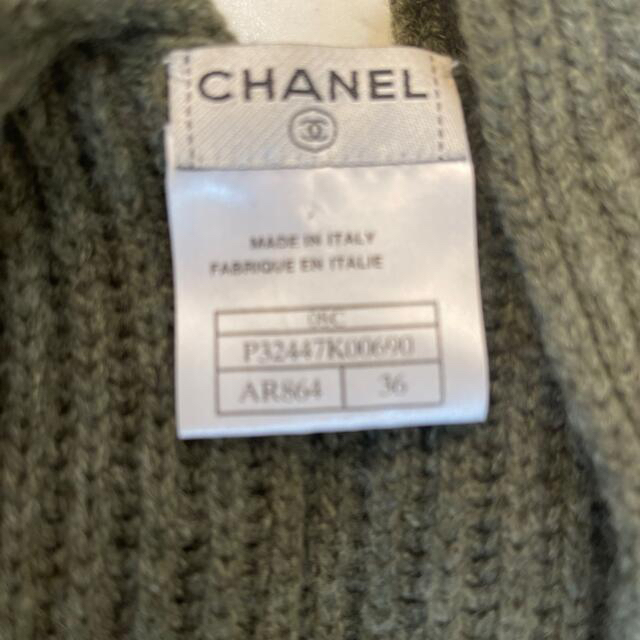 CHANEL
MADE IN ITALY
FABRIQUE EN ITALIE
P32447K00690
AR864 36